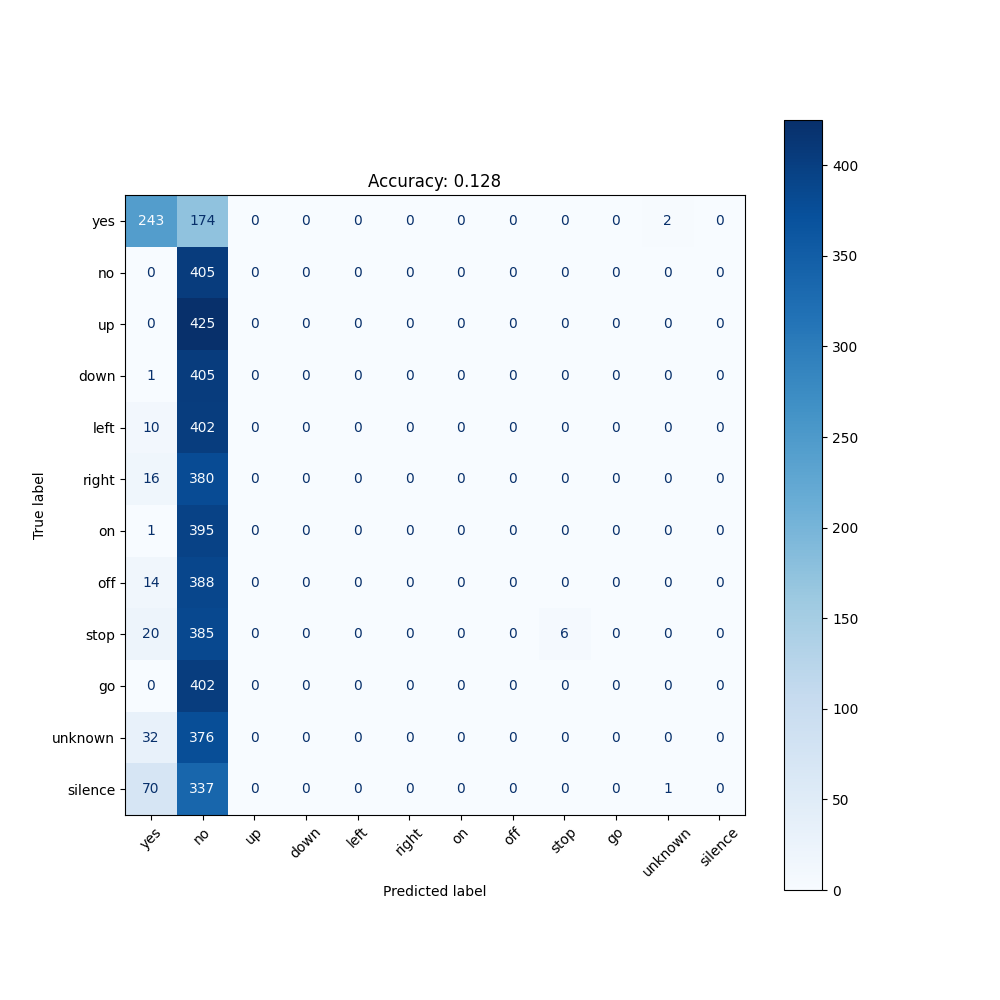 Accuracy: 0.128
True label
yes 243 174 0 0 0 0 0 0 0 0 2 0
no 0 405 0 0 0 0 0 0 0 0 0 0
up 0 425 0 0 0 0 0 0 0 0 0 0
down 1 405 0 0 0 0 0 0 0 0 0 0
left 10 402 0 0 0 0 0 0 0 0 0 0
right 16 380 0 0 0 0 0 0 0 0 0 0
on 1 395 0 0 0 0 0 0 0 0 0 0
off 14 388 0 0 0 0 0 0 0 0 0 0
stop 20 385 0 0 0 0 0 0 6 0 0 0
go 0 402 0 0 0 0 0 0 0 0 0 0
unknown 32 376 0 0 0 0 0 0 0 0 0 0
silence 70 337 0 0 0 0 0 0 0 0 1 0
yes no up down left right on off stop go unknown silence
Predicted label
400
350
300
250
200
150
100
50
0